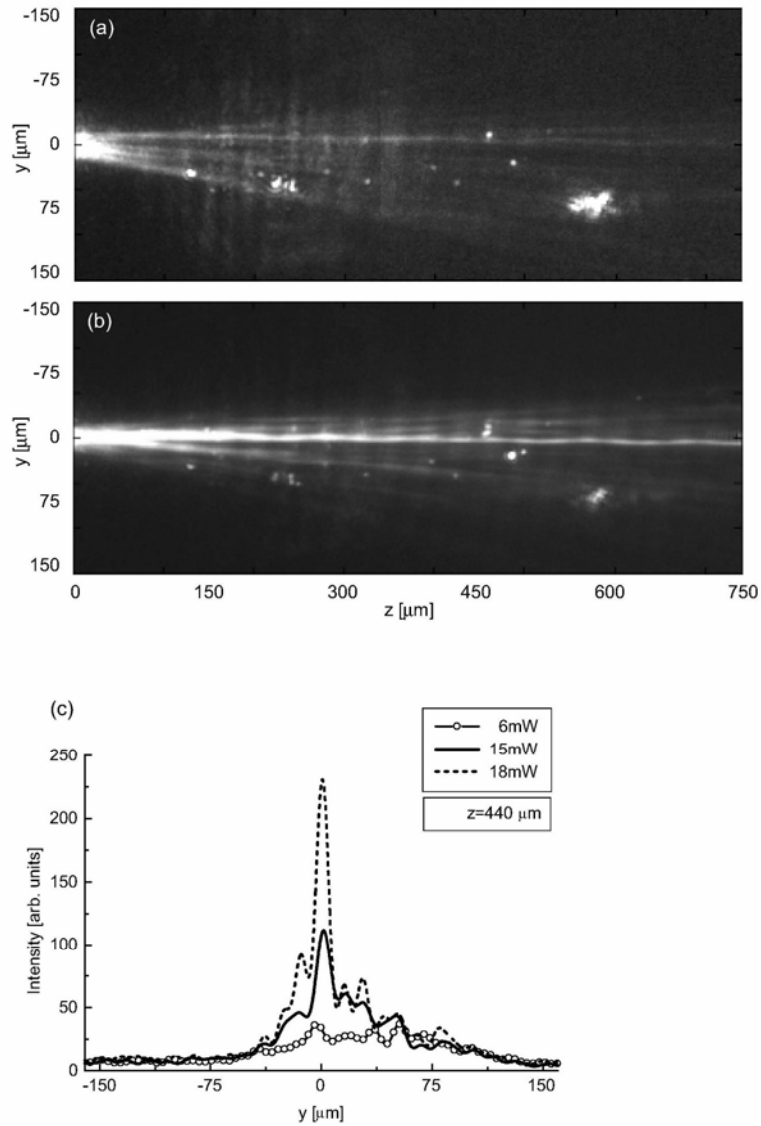 (a)
-150
-75
0
75
150
y [μm]
(b)
-150
-75
0
75
150
y [μm]
0 150 300 450 600 750
z [μm]
(c)
6mW
15mW
18mW
z=440 μm
250
200
150
100
50
0
Intensity [arb. units]
-150 -75 0 75 150
y [μm]